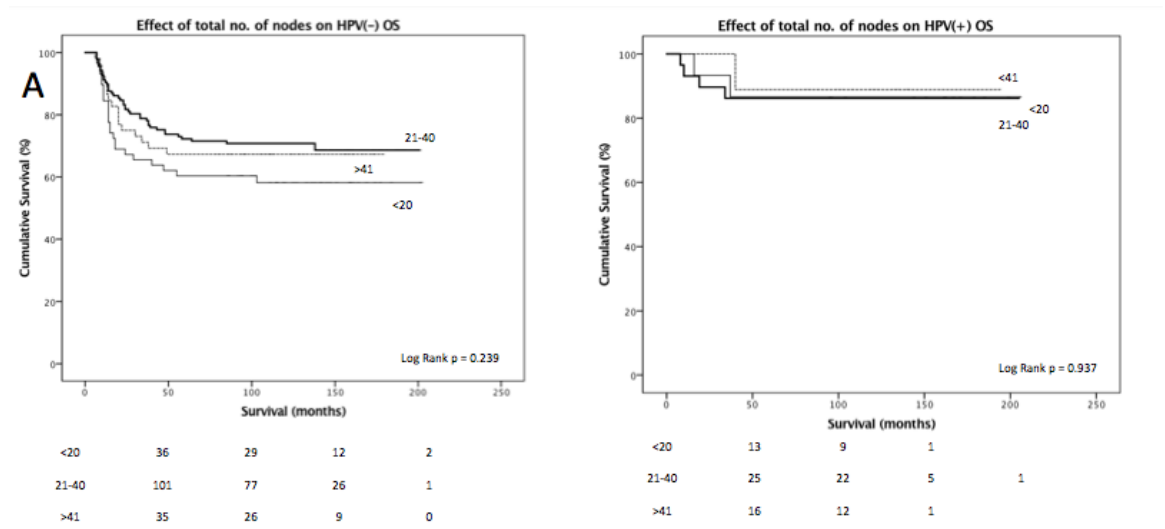 Effect of total no. of nodes on HPV(-) OS
A
100
80
60
40
20
0
Cumulative Survival (%)
21-40
>41
<20
Log Rank p = 0.239
0 50 100 150 200 250
Survival (months)
<20 36 29 12 2
21-40 101 77 26 1
>41 35 26 9 0
Effect of total no. of nodes on HPV(+) OS
100
80
60
40
20
0
Cumulative Survival (%)
<41
<20
21-40
Log Rank p = 0.937
0 50 100 150 200 250
Survival (months)
<20 13 9 1
21-40 25 22 5 1
>41 16 12 1